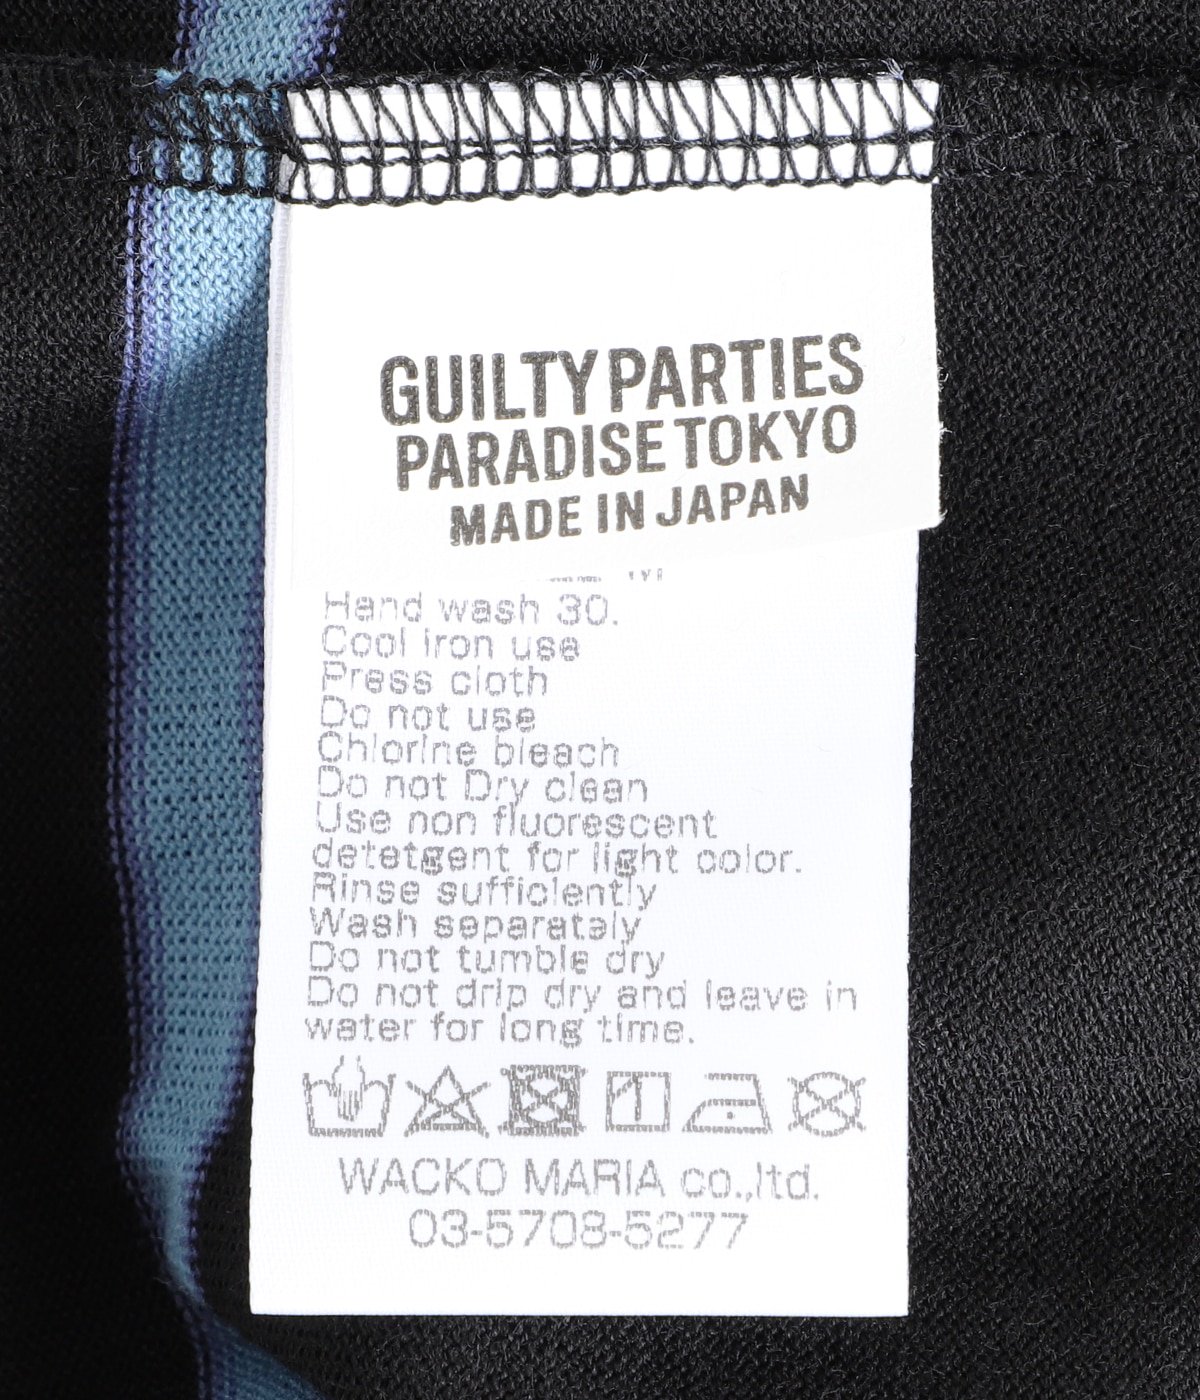 GUILTY PARTIES
PARADISE TOKYO
MADE IN JAPAN
Hand wash 30.
Cool iron use
Press cloth
Do not use
Chlorine bleach
Do not Dry clean
Use non fluorescent
detetgent for light color.
Rinse sufficiently
Wash separately
Do not tumble dry
Do not drip dry and leave in
water for long time.
WACKO MARIA co.,ltd.
03-5708-5277